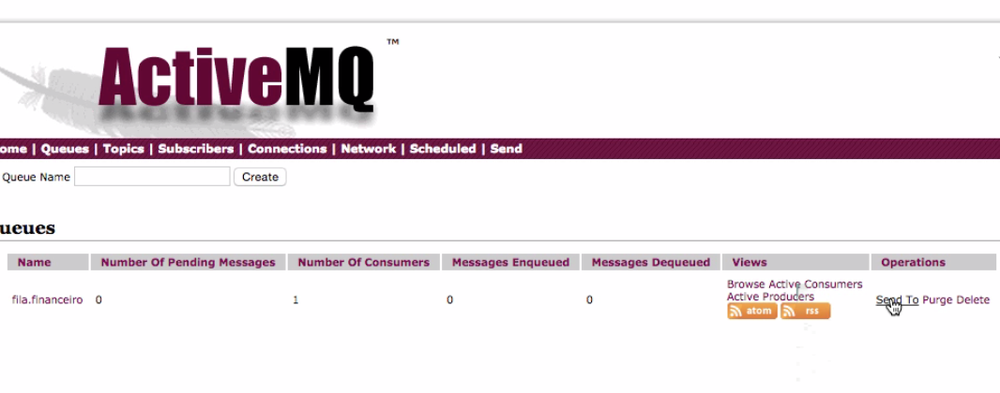 ActiveMQ ™
ome | Queues | Topics | Subscribers | Connections | Network | Scheduled | Send
Queue Name Create
ueues
Name Number Of Pending Messages Number Of Consumers Messages Enqueued Messages Dequeued Views Operations
fila.financeiro 0 1 0 0 Browse Active Consumers
Active Producers
atom rss
Send To Purge Delete